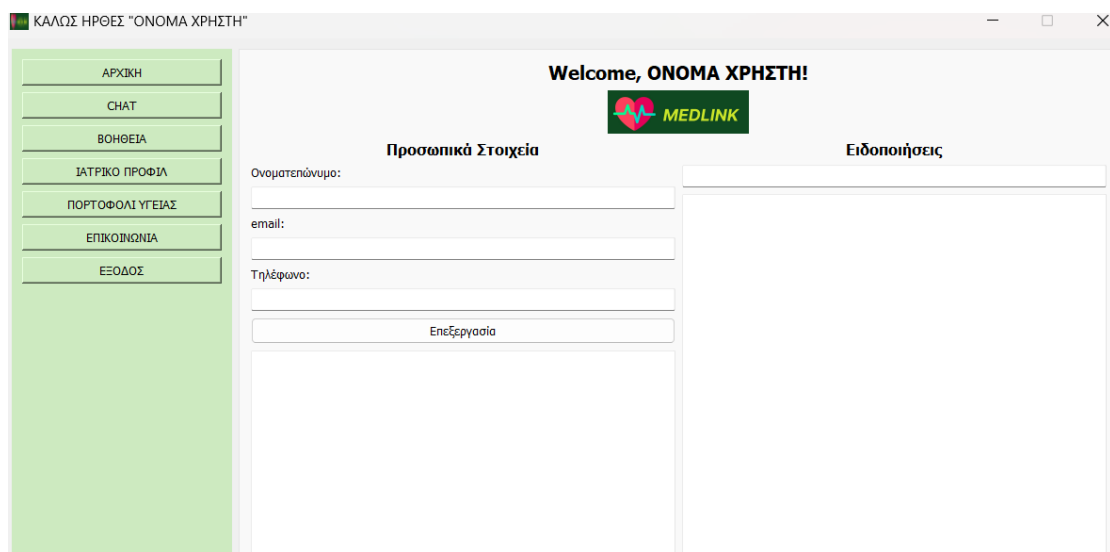 ΚΑΛΩΣ ΗΡΘΕΣ "ΟΝΟΜΑ ΧΡΗΣΤΗ"
ΑΡΧΙΚΗ
CHAT
ΒΟΗΘΕΙΑ
ΙΑΤΡΙΚΟ ΠΡΟΦΙΛ
ΠΟΡΤΟΦΟΛΙ ΥΓΕΙΑΣ
ΕΠΙΚΟΙΝΩΝΙΑ
ΕΞΟΔΟΣ
Welcome, ΟΝΟΜΑ ΧΡΗΣΤΗ!
MEDLINK
Προσωπικά Στοιχεία
Ονοματεπώνυμο:
email:
Τηλέφωνο:
Επεξεργασία
Ειδοποιήσεις